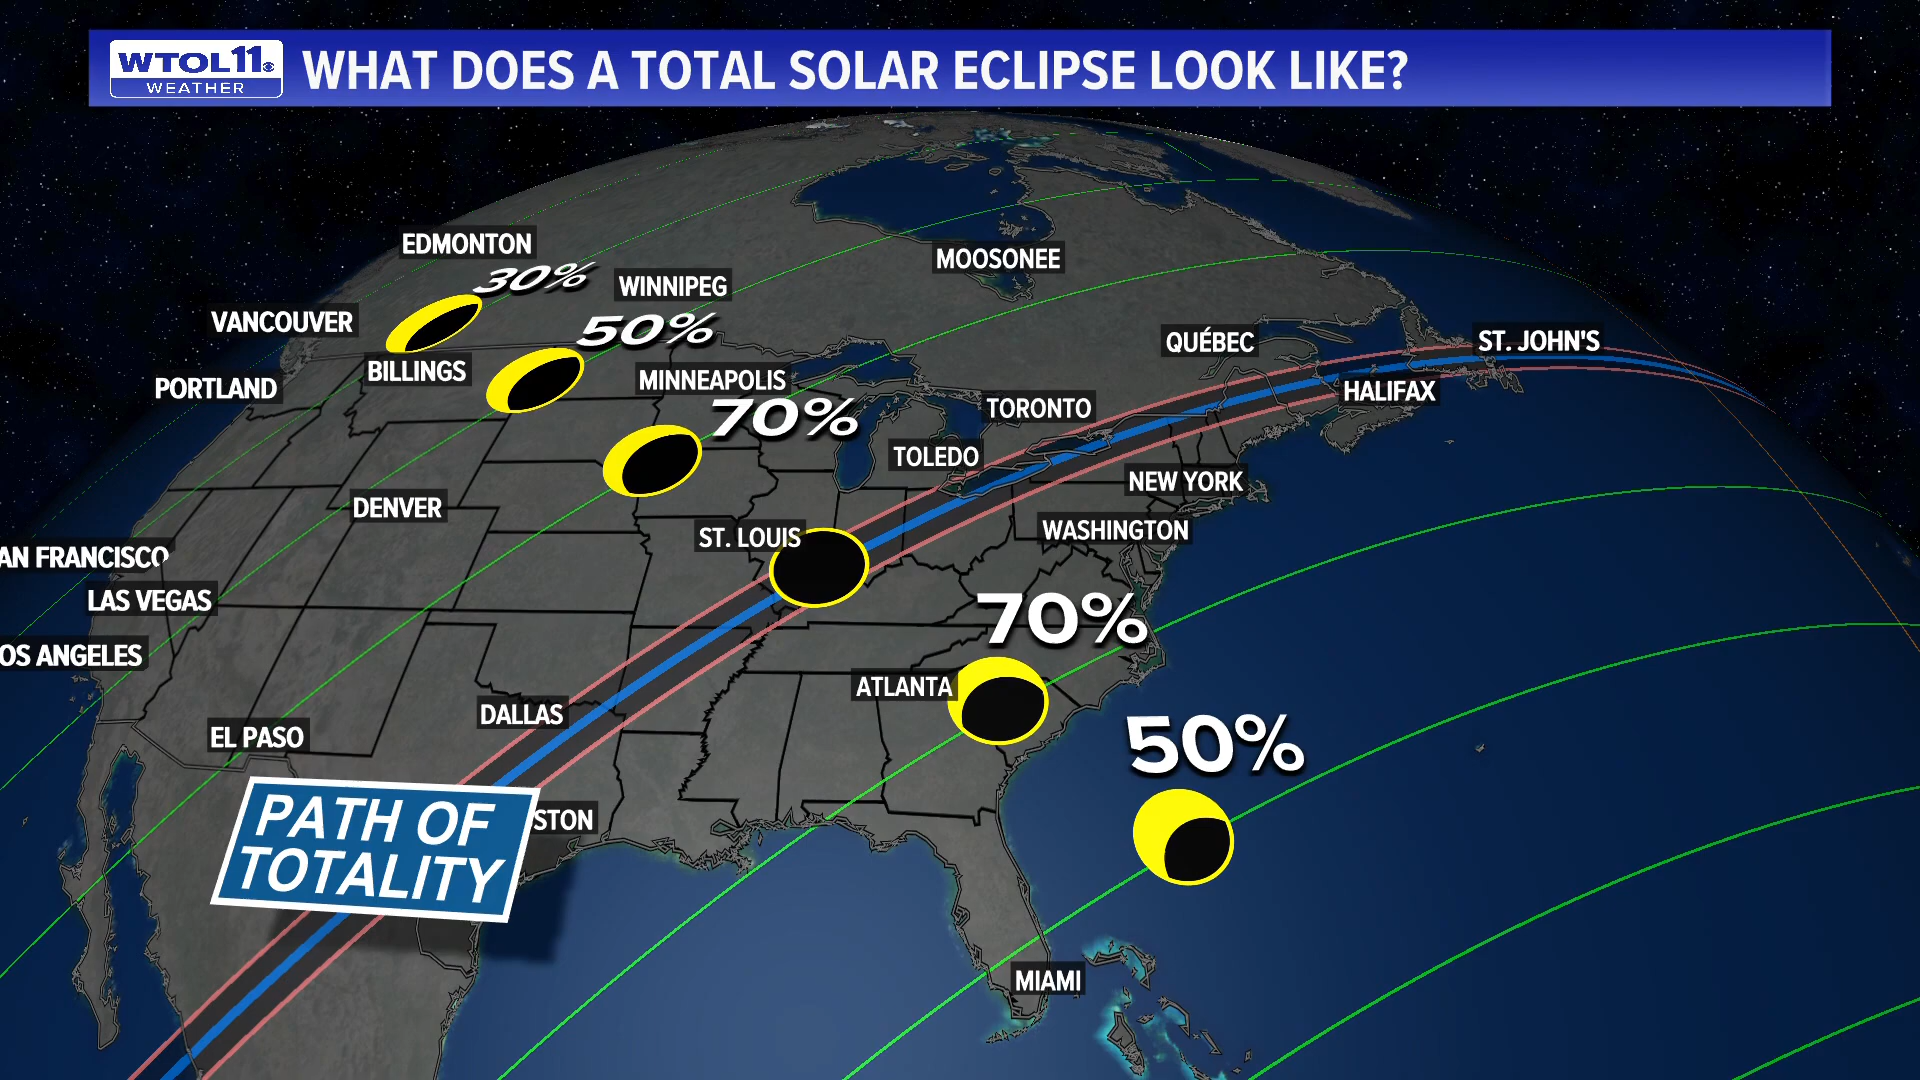 WTOL 11
WEATHER
WHAT DOES A TOTAL SOLAR ECLIPSE LOOK LIKE?
EDMONTON
30%
WINNIPEG
MOOSONEE
VANCOUVER
50%
QUÉBEC
ST. JOHN'S
BILLINGS
MINNEAPOLIS
PORTLAND
HALIFAX
70%
TORONTO
TOLEDO
NEW YORK
DENVER
ST. LOUIS
WASHINGTON
AN FRANCISCO
LAS VEGAS
70%
OS ANGELES
ATLANTA
DALLAS
EL PASO
50%
PATH OF
TOTALITY
STON
MIAMI